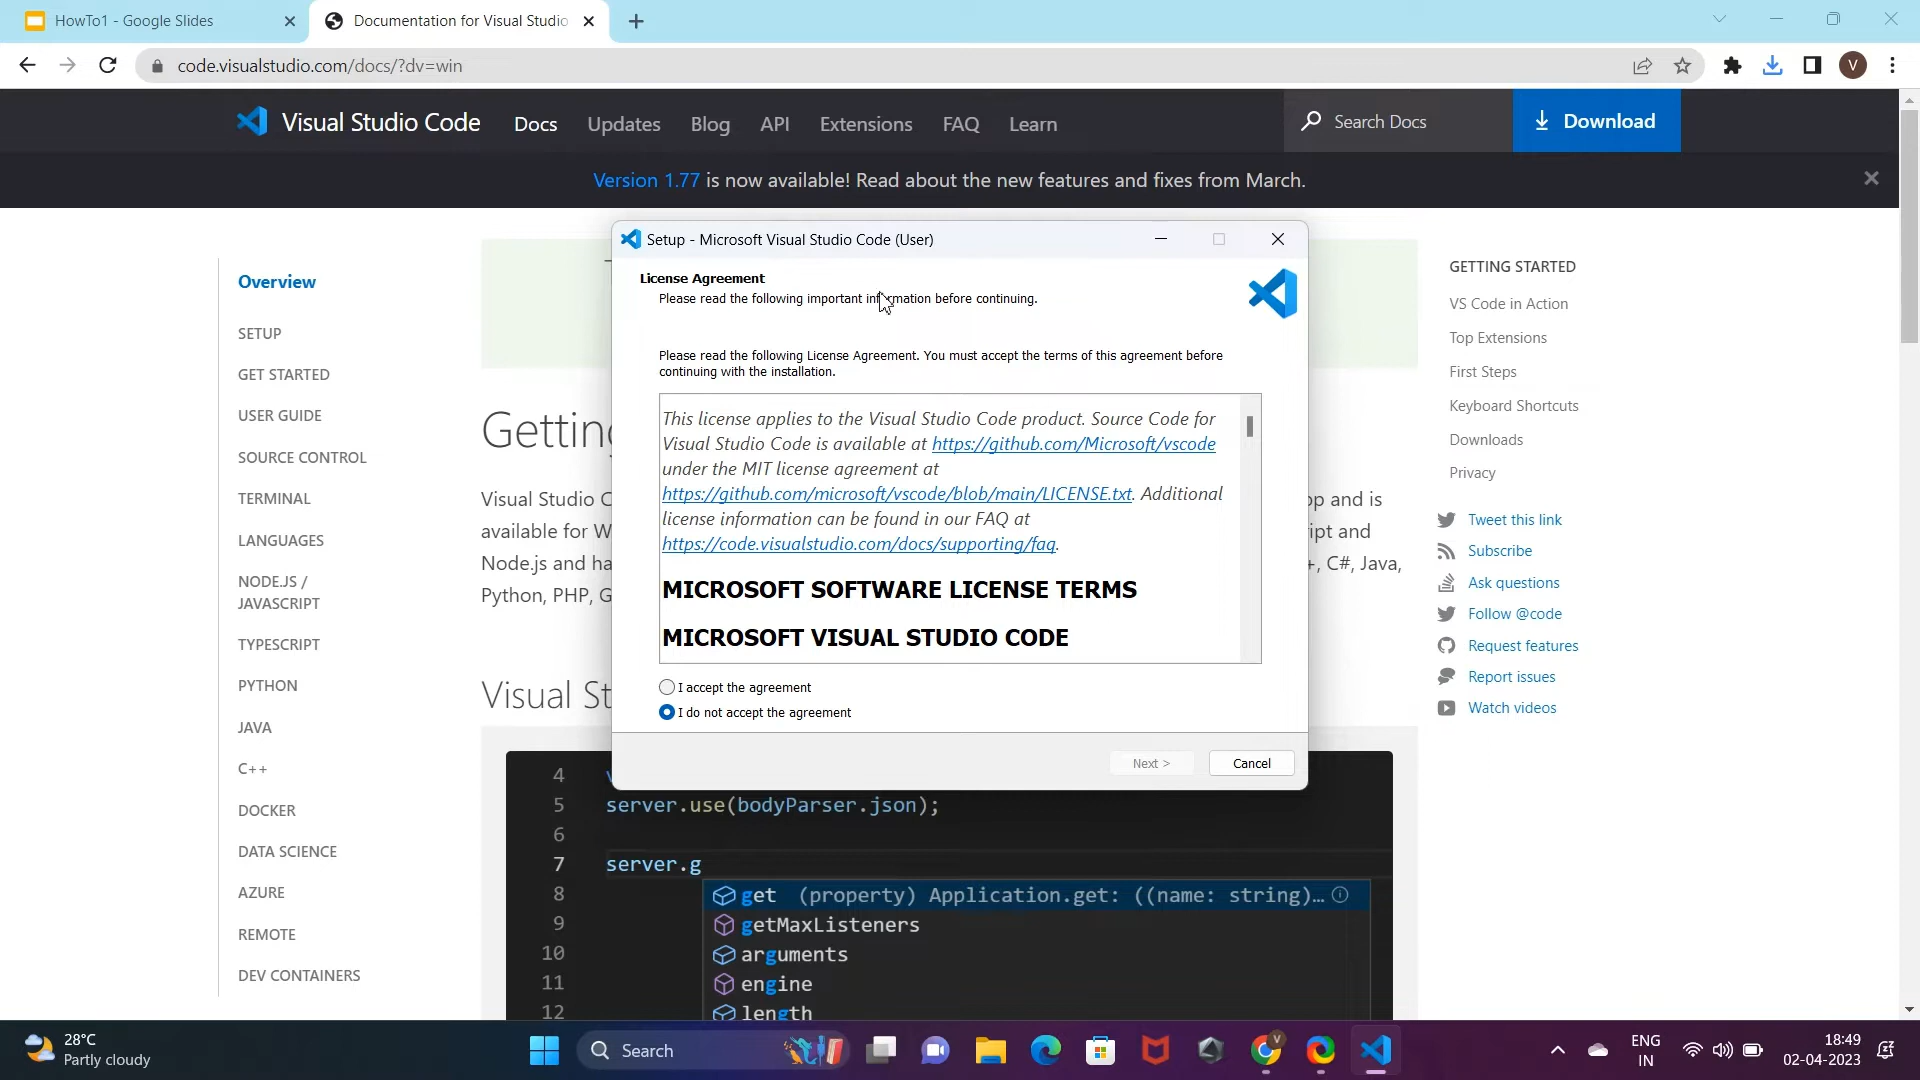 HowTo1 - Google Slides
Documentation for Visual Studio
code.visualstudio.com/docs/?dv=win
V
Visual Studio Code
Docs
Updates
Blog
API
Extensions
FAQ
Learn
Search Docs
Download
Version 1.77 is now available! Read about the new features and fixes from March.
Overview
SETUP
GET STARTED
USER GUIDE
SOURCE CONTROL
TERMINAL
LANGUAGES
NODE.JS /
JAVASCRIPT
TYPESCRIPT
PYTHON
JAVA
C++
DOCKER
DATA SCIENCE
AZURE
REMOTE
DEV CONTAINERS
Visual Studio
available for
Node.js and
Python, PHP,
and is
and
C#, Java,
Setup - Microsoft Visual Studio Code (User)
License Agreement
Please read the following important information before continuing.
Please read the following License Agreement. You must accept the terms of this agreement before
continuing with the installation.
This license applies to the Visual Studio Code product. Source Code for
Visual Studio Code is available at https://github.com/Microsoft/vscode
under the MIT license agreement at
https://github.com/microsoft/vscode/blob/main/LICENSE.txt. Additional
license information can be found in our FAQ at
https://code.visualstudio.com/docs/supporting/faq.
MICROSOFT SOFTWARE LICENSE TERMS
MICROSOFT VISUAL STUDIO CODE
I accept the agreement
I do not accept the agreement
Next >
Cancel
Visual
4
5 server.use(bodyParser.json);
6
7 server.g
8 get (property) Application.get: ((name: string)…
9 getMaxListeners
10 arguments
11 engine
12 length
GETTING STARTED
VS Code in Action
Top Extensions
First Steps
Keyboard Shortcuts
Downloads
Privacy
Tweet this link
Subscribe
Ask questions
Follow @code
Request features
Report issues
Watch videos
28°C
Partly cloudy
Search
V
ENG
IN
18:49
02-04-2023